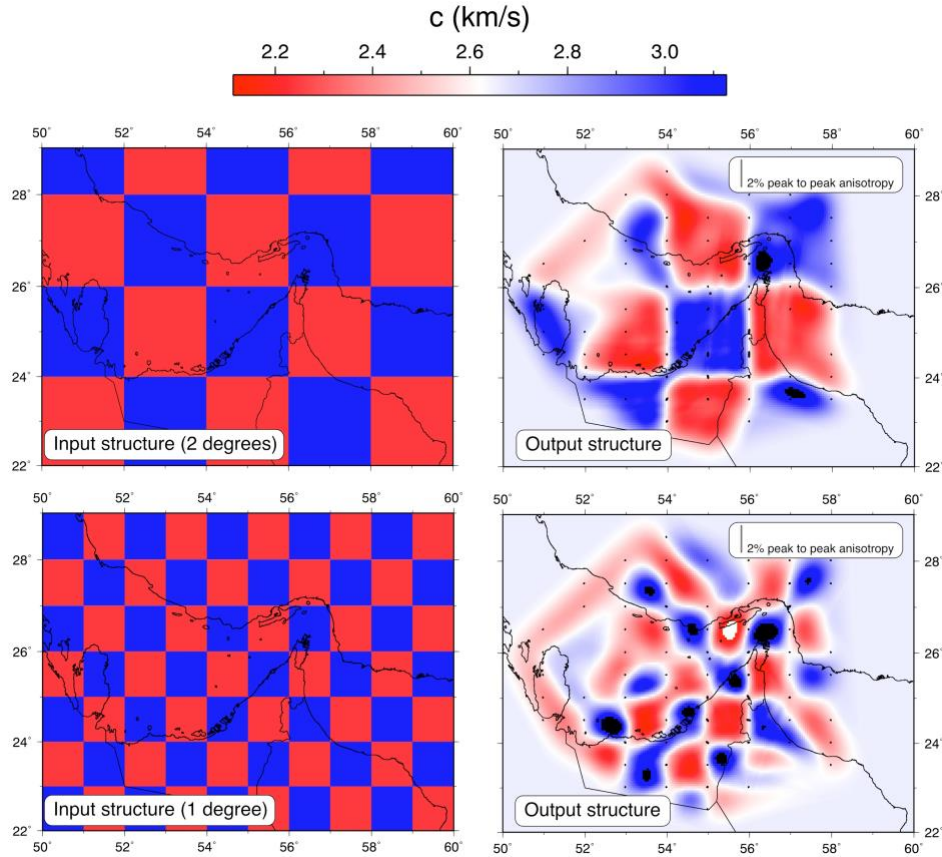 c (km/s)
2.2 2.4 2.6 2.8 3.0
50˚ 52˚ 54˚ 56˚ 58˚ 60˚ 50˚ 52˚ 54˚ 56˚ 58˚ 60˚
28˚ 2% peak to peak anisotropy 28˚
26˚ 26˚
24˚ 24˚
Input structure (2 degrees) Output structure
22˚ 22˚
50˚ 52˚ 54˚ 56˚ 58˚ 60˚ 50˚ 52˚ 54˚ 56˚ 58˚ 60˚
28˚ 2% peak to peak anisotropy 28˚
26˚ 26˚
24˚ 24˚
Input structure (1 degree) Output structure
22˚ 22˚
50˚ 52˚ 54˚ 56˚ 58˚ 60˚ 50˚ 52˚ 54˚ 56˚ 58˚ 60˚